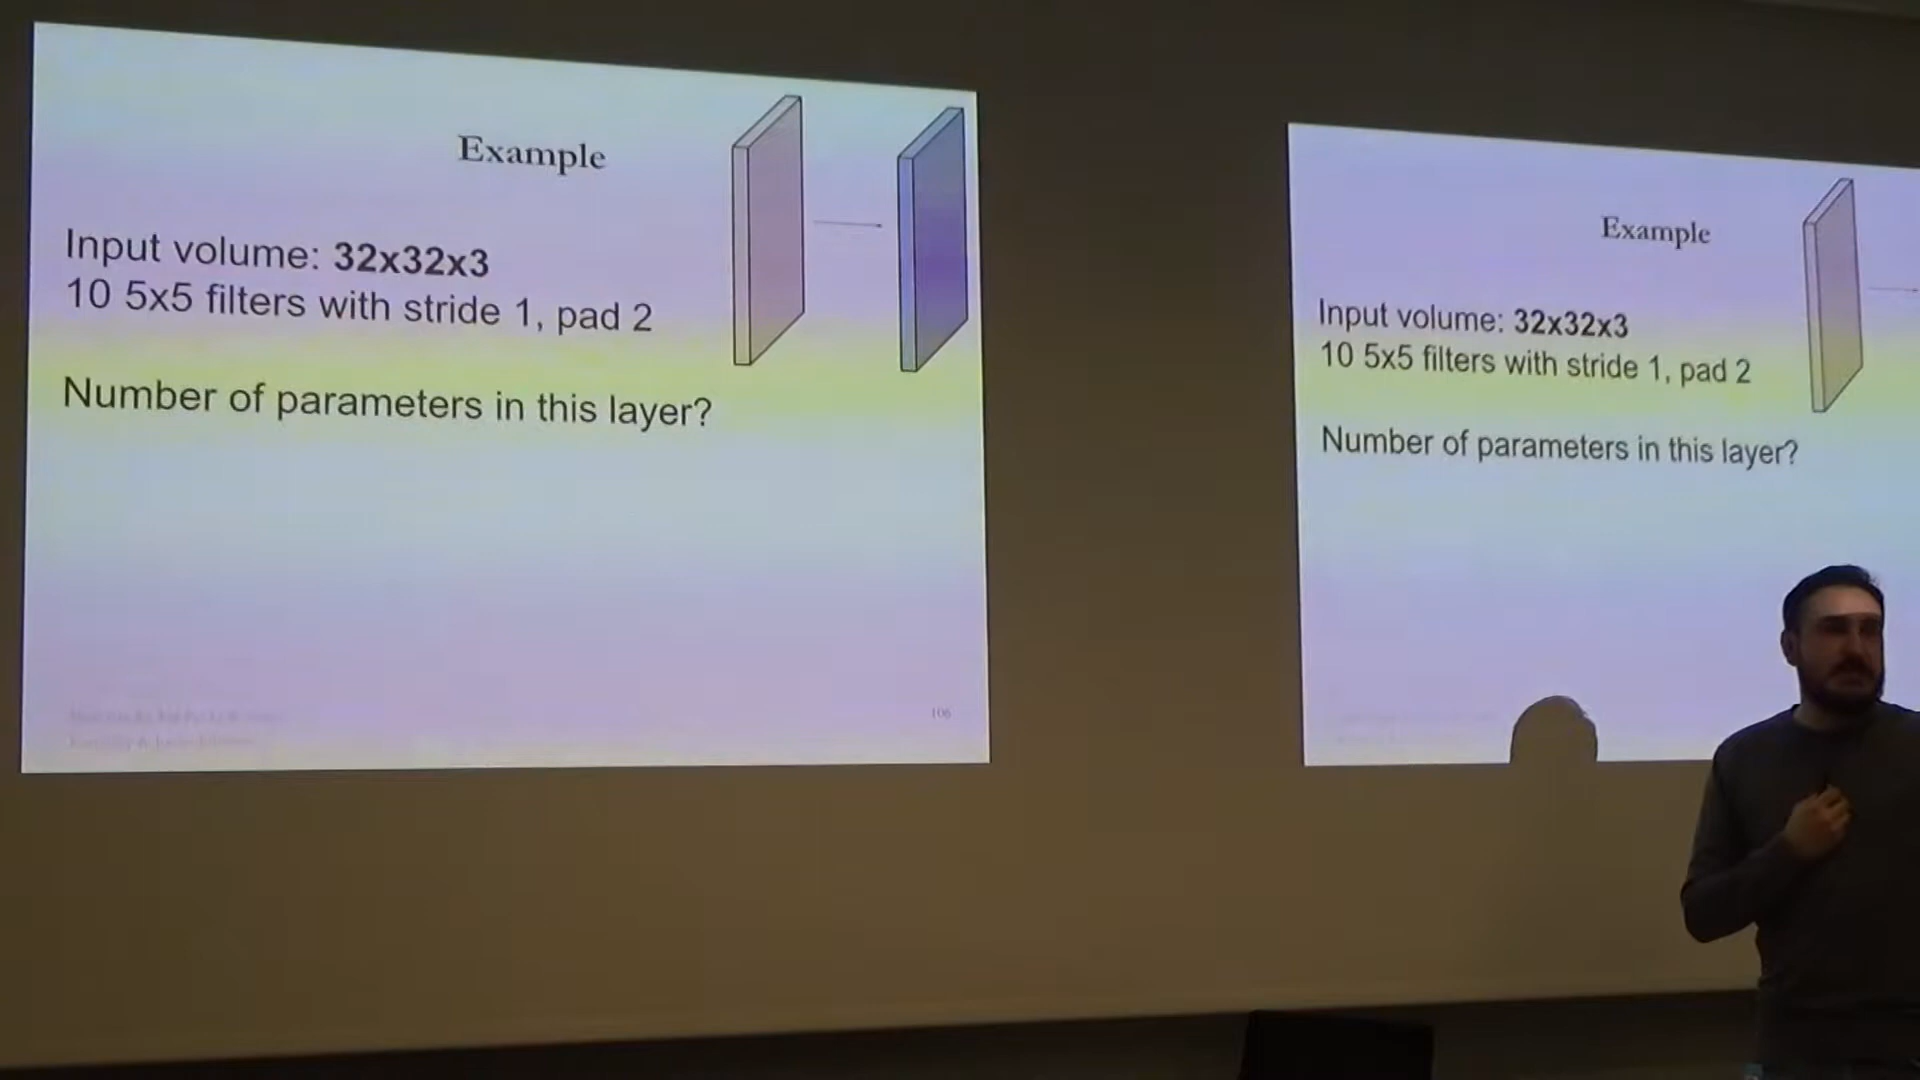 Example
Input volume: 32x32x3
10 5x5 filters with stride 1, pad 2
Number of parameters in this layer?
106
Example
Input volume: 32x32x3
10 5x5 filters with stride 1, pad 2
Number of parameters in this layer?